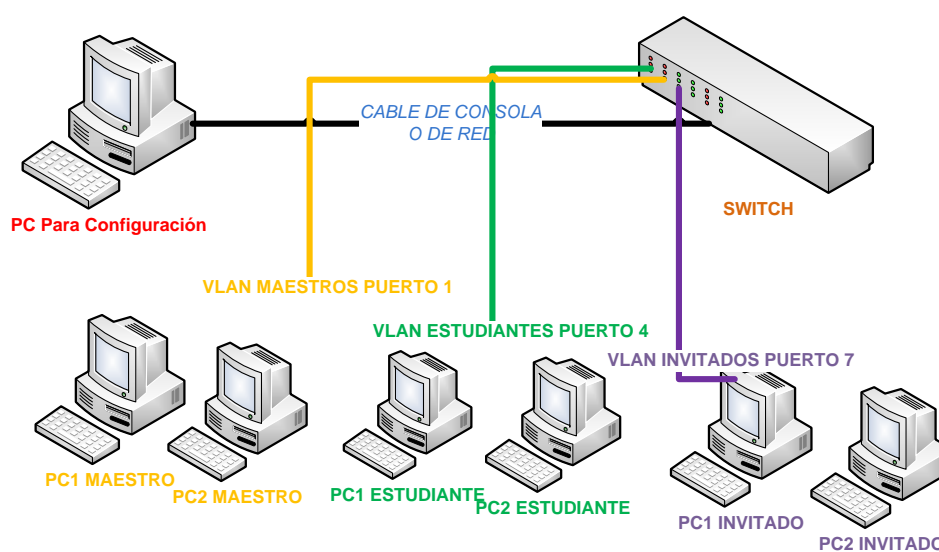 CABLE DE CONSOLA
O DE RED
PC Para Configuración
SWITCH
VLAN MAESTROS PUERTO 1
VLAN ESTUDIANTES PUERTO 4
VLAN INVITADOS PUERTO 7
PC1 MAESTRO
PC2 MAESTRO
PC1 ESTUDIANTE
PC2 ESTUDIANTE
PC1 INVITADO
PC2 INVITADO